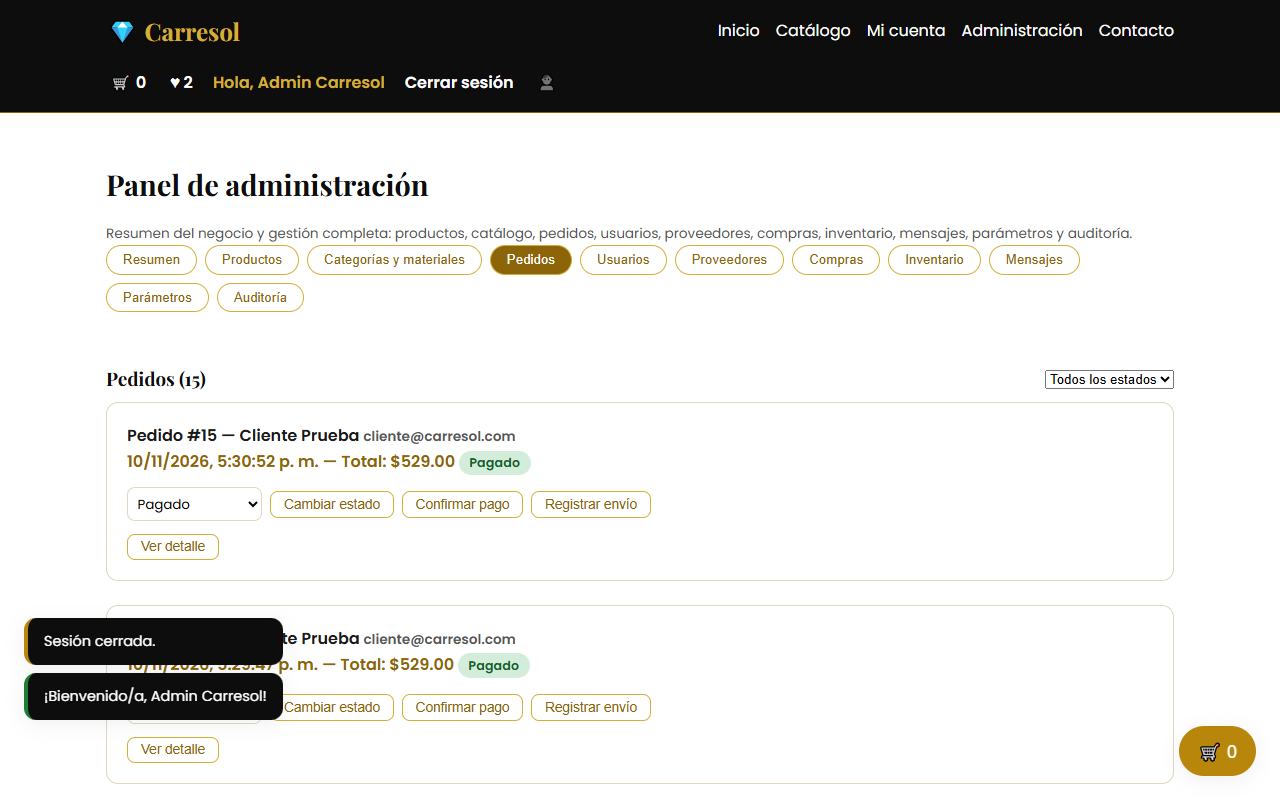 Carresol
Inicio Catálogo Mi cuenta Administración Contacto
0 ♥ 2 Hola, Admin Carresol Cerrar sesión
Panel de administración
Resumen del negocio y gestión completa: productos, catálogo, pedidos, usuarios, proveedores, compras, inventario, mensajes, parámetros y auditoría.
Resumen Productos Categorías y materiales Pedidos Usuarios Proveedores Compras Inventario Mensajes
Parámetros Auditoría
Pedidos (15) Todos los estados
Pedido #15 — Cliente Prueba cliente@carresol.com
10/11/2026, 5:30:52 p. m. — Total: $529.00 Pagado
Pagado Cambiar estado Confirmar pago Registrar envío
Ver detalle
Prueba cliente@carresol.com
p. m. — Total: $529.00 Pagado
Cambiar estado Confirmar pago Registrar envío
Ver detalle
Sesión cerrada.
¡Bienvenido/a, Admin Carresol!
0